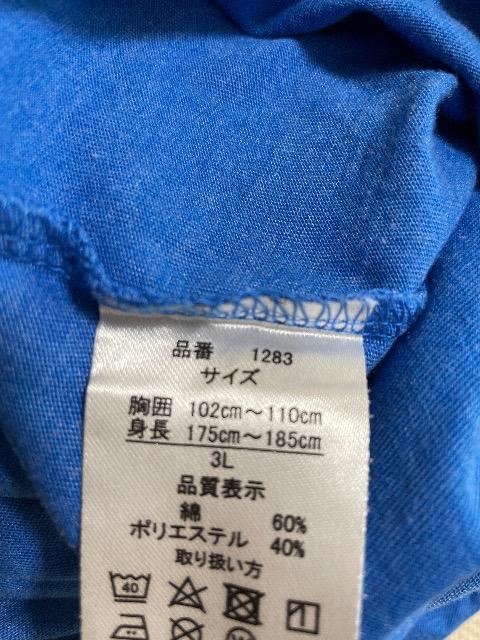 品番 1283
サイズ
胸囲 102cm～110cm
身長 175cm～185cm
3L
品質表示
綿 60%
ポリエステル 40%
取り扱い方
40